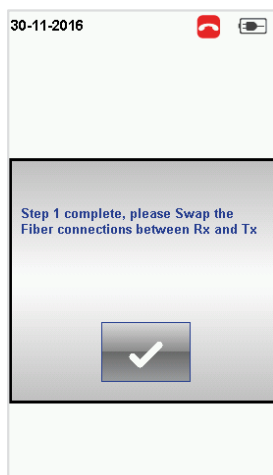 30-11-2016
Step 1 complete, please Swap the
Fiber connections between Rx and Tx